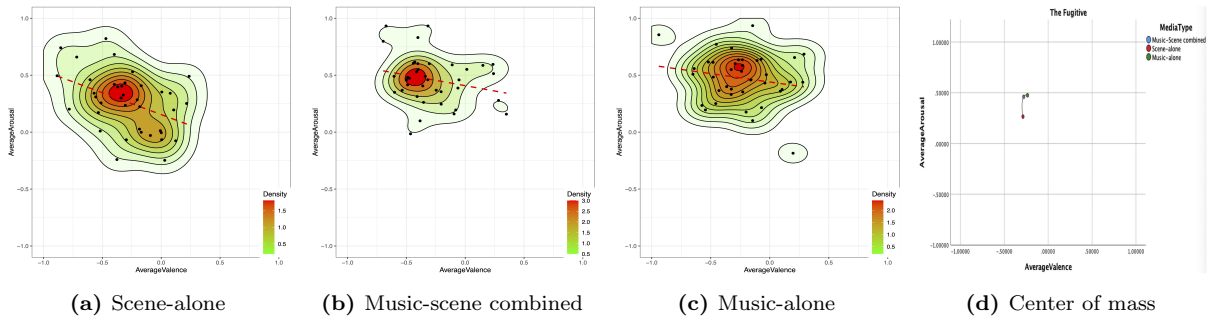 1.0
0.5
0.0
-0.5
-1.0
AverageArousal
-1.0 -0.5 0.0 0.5 1.0
AverageValence
Density
1.5
1.0
0.5
(a) Scene-alone
1.0
0.5
0.0
-0.5
-1.0
AverageArousal
-1.0 -0.5 0.0 0.5 1.0
AverageValence
Density
3.0
2.5
2.0
1.5
1.0
0.5
(b) Music-scene combined
1.0
0.5
0.0
-0.5
-1.0
AverageArousal
-1.0 -0.5 0.0 0.5 1.0
AverageValence
Density
2.0
1.5
1.0
0.5
(c) Music-alone
The Fugitive
MediaType
Music-Scene combined
Scene-alone
Music-alone
1.00000
.50000
.00000
-.50000
-1.00000
AverageArousal
-1.00000 -.50000 .00000 .50000 1.00000
AverageValence
(d) Center of mass